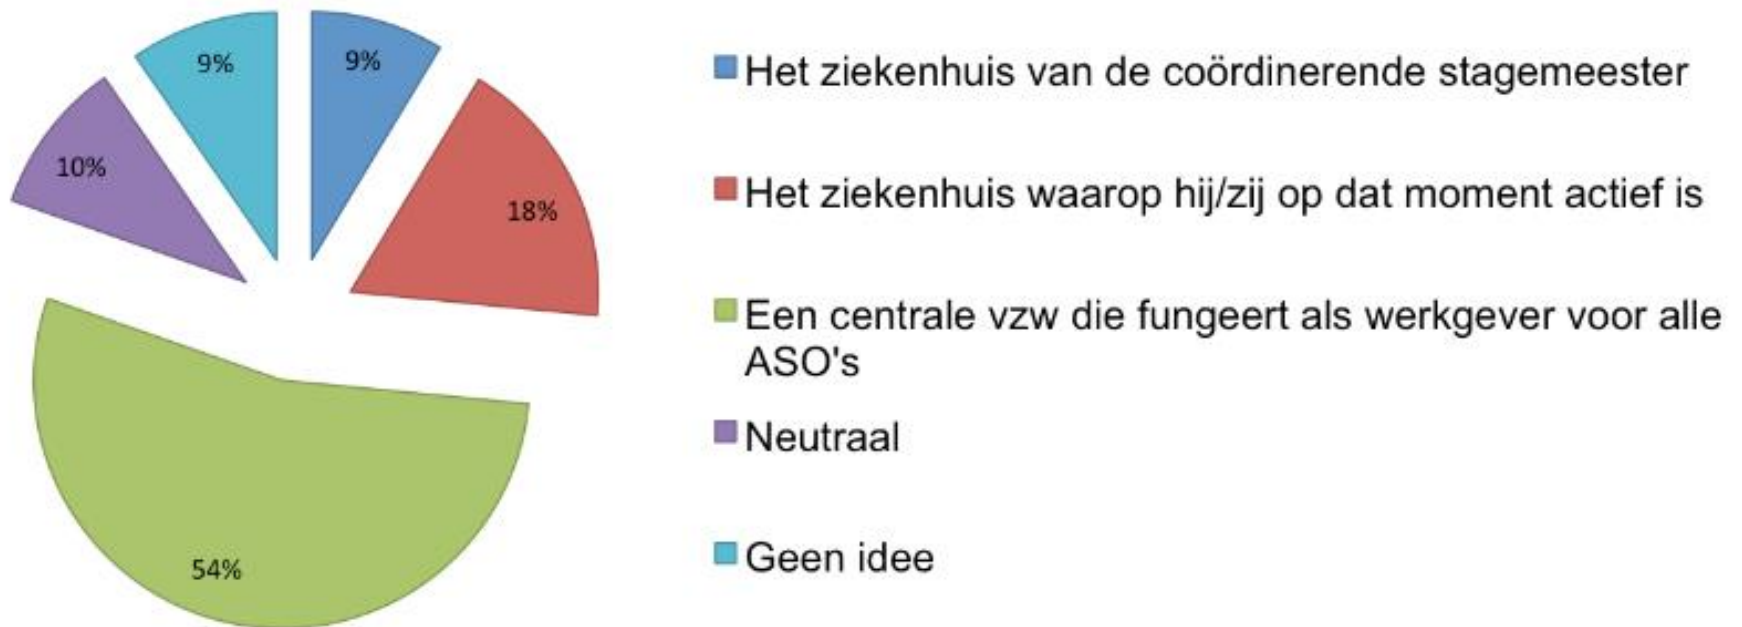 9%
9%
10%
18%
54%
Het ziekenhuis van de coördinerende stagemeester
Het ziekenhuis waarop hij/zij op dat moment actief is
Een centrale vzw die fungeert als werkgever voor alle
ASO's
Neutraal
Geen idee